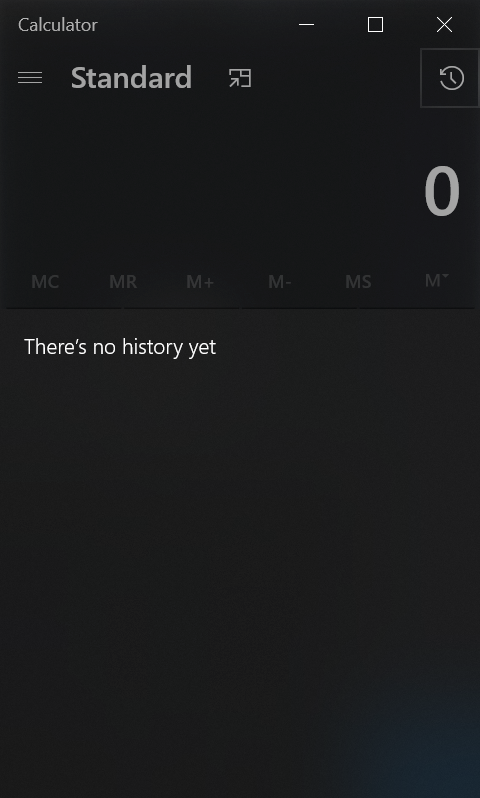 Calculator
Standard
0
MC MR M+ M- MS M˅
There's no history yet